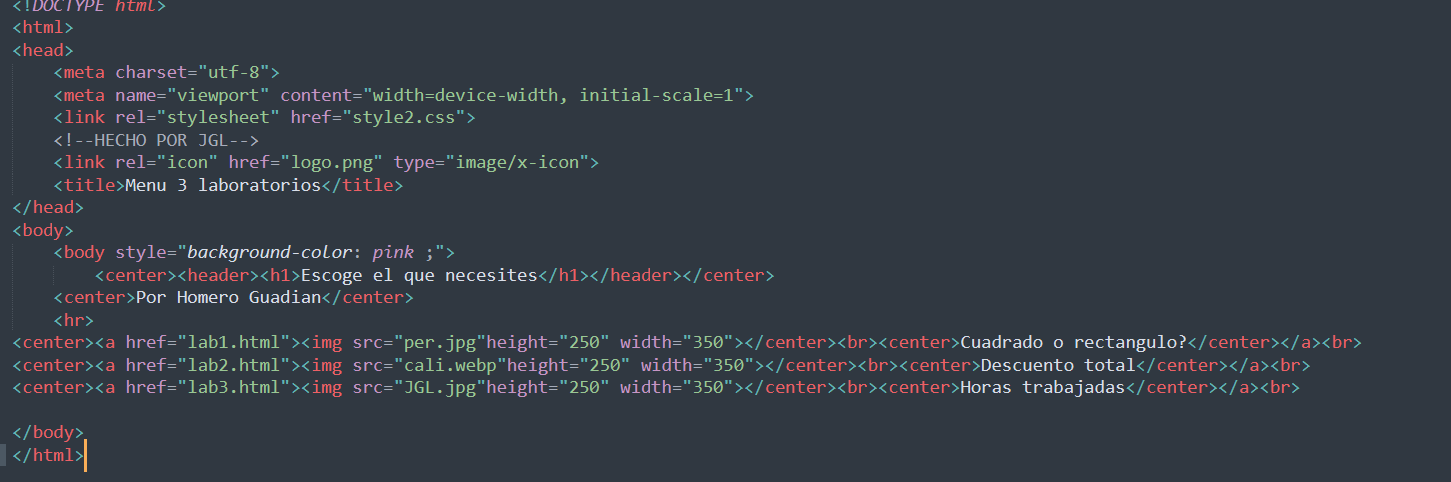 <!DOCTYPE html>
<html>
<head>
    <meta charset="utf-8">
    <meta name="viewport" content="width=device-width, initial-scale=1">
    <link rel="stylesheet" href="style2.css">
    <!--HECHO POR JGL-->
    <link rel="icon" href="logo.png" type="image/x-icon">
    <title>Menu 3 laboratorios</title>
</head>
<body>
    <body style="background-color: pink ;">
        <center><header><h1>Escoge el que necesites</h1></header></center>
    <center>Por Homero Guadian</center>
    <hr>
<center><a href="lab1.html"><img src="per.jpg"height="250" width="350"></center><br><center>Cuadrado o rectangulo?</center></a><br>
<center><a href="lab2.html"><img src="cali.webp"height="250" width="350"></center><br><center>Descuento total</center></a><br>
<center><a href="lab3.html"><img src="JGL.jpg"height="250" width="350"></center><br><center>Horas trabajadas</center></a><br>

</body>
</html>